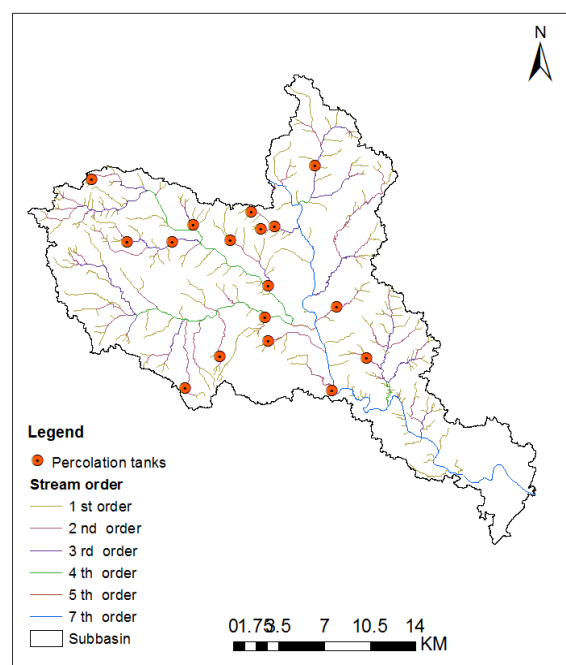 N
Legend
Percolation tanks
Stream order
1 st order
2 nd order
3 rd order
4 th order
5 th order
7 th order
Subbasin
01.753.5 7 10.5 14
KM